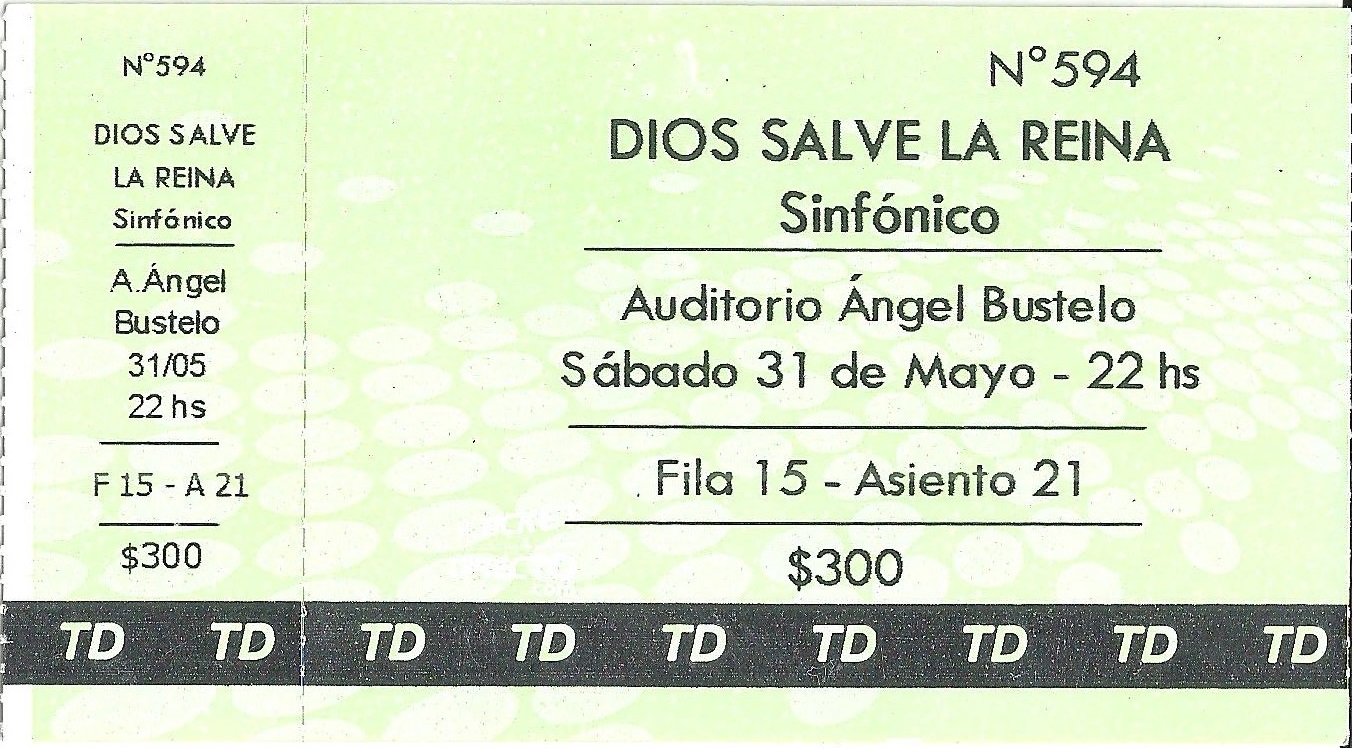 N°594
DIOS SALVE
LA REINA
Sinfónico
A.Ángel
Bustelo
31/05
22 hs
F 15 - A 21
$300
N°594
DIOS SALVE LA REINA
Sinfónico
Auditorio Ángel Bustelo
Sábado 31 de Mayo - 22 hs
Fila 15 - Asiento 21
$300
TD TD TD TD TD TD TD TD TD